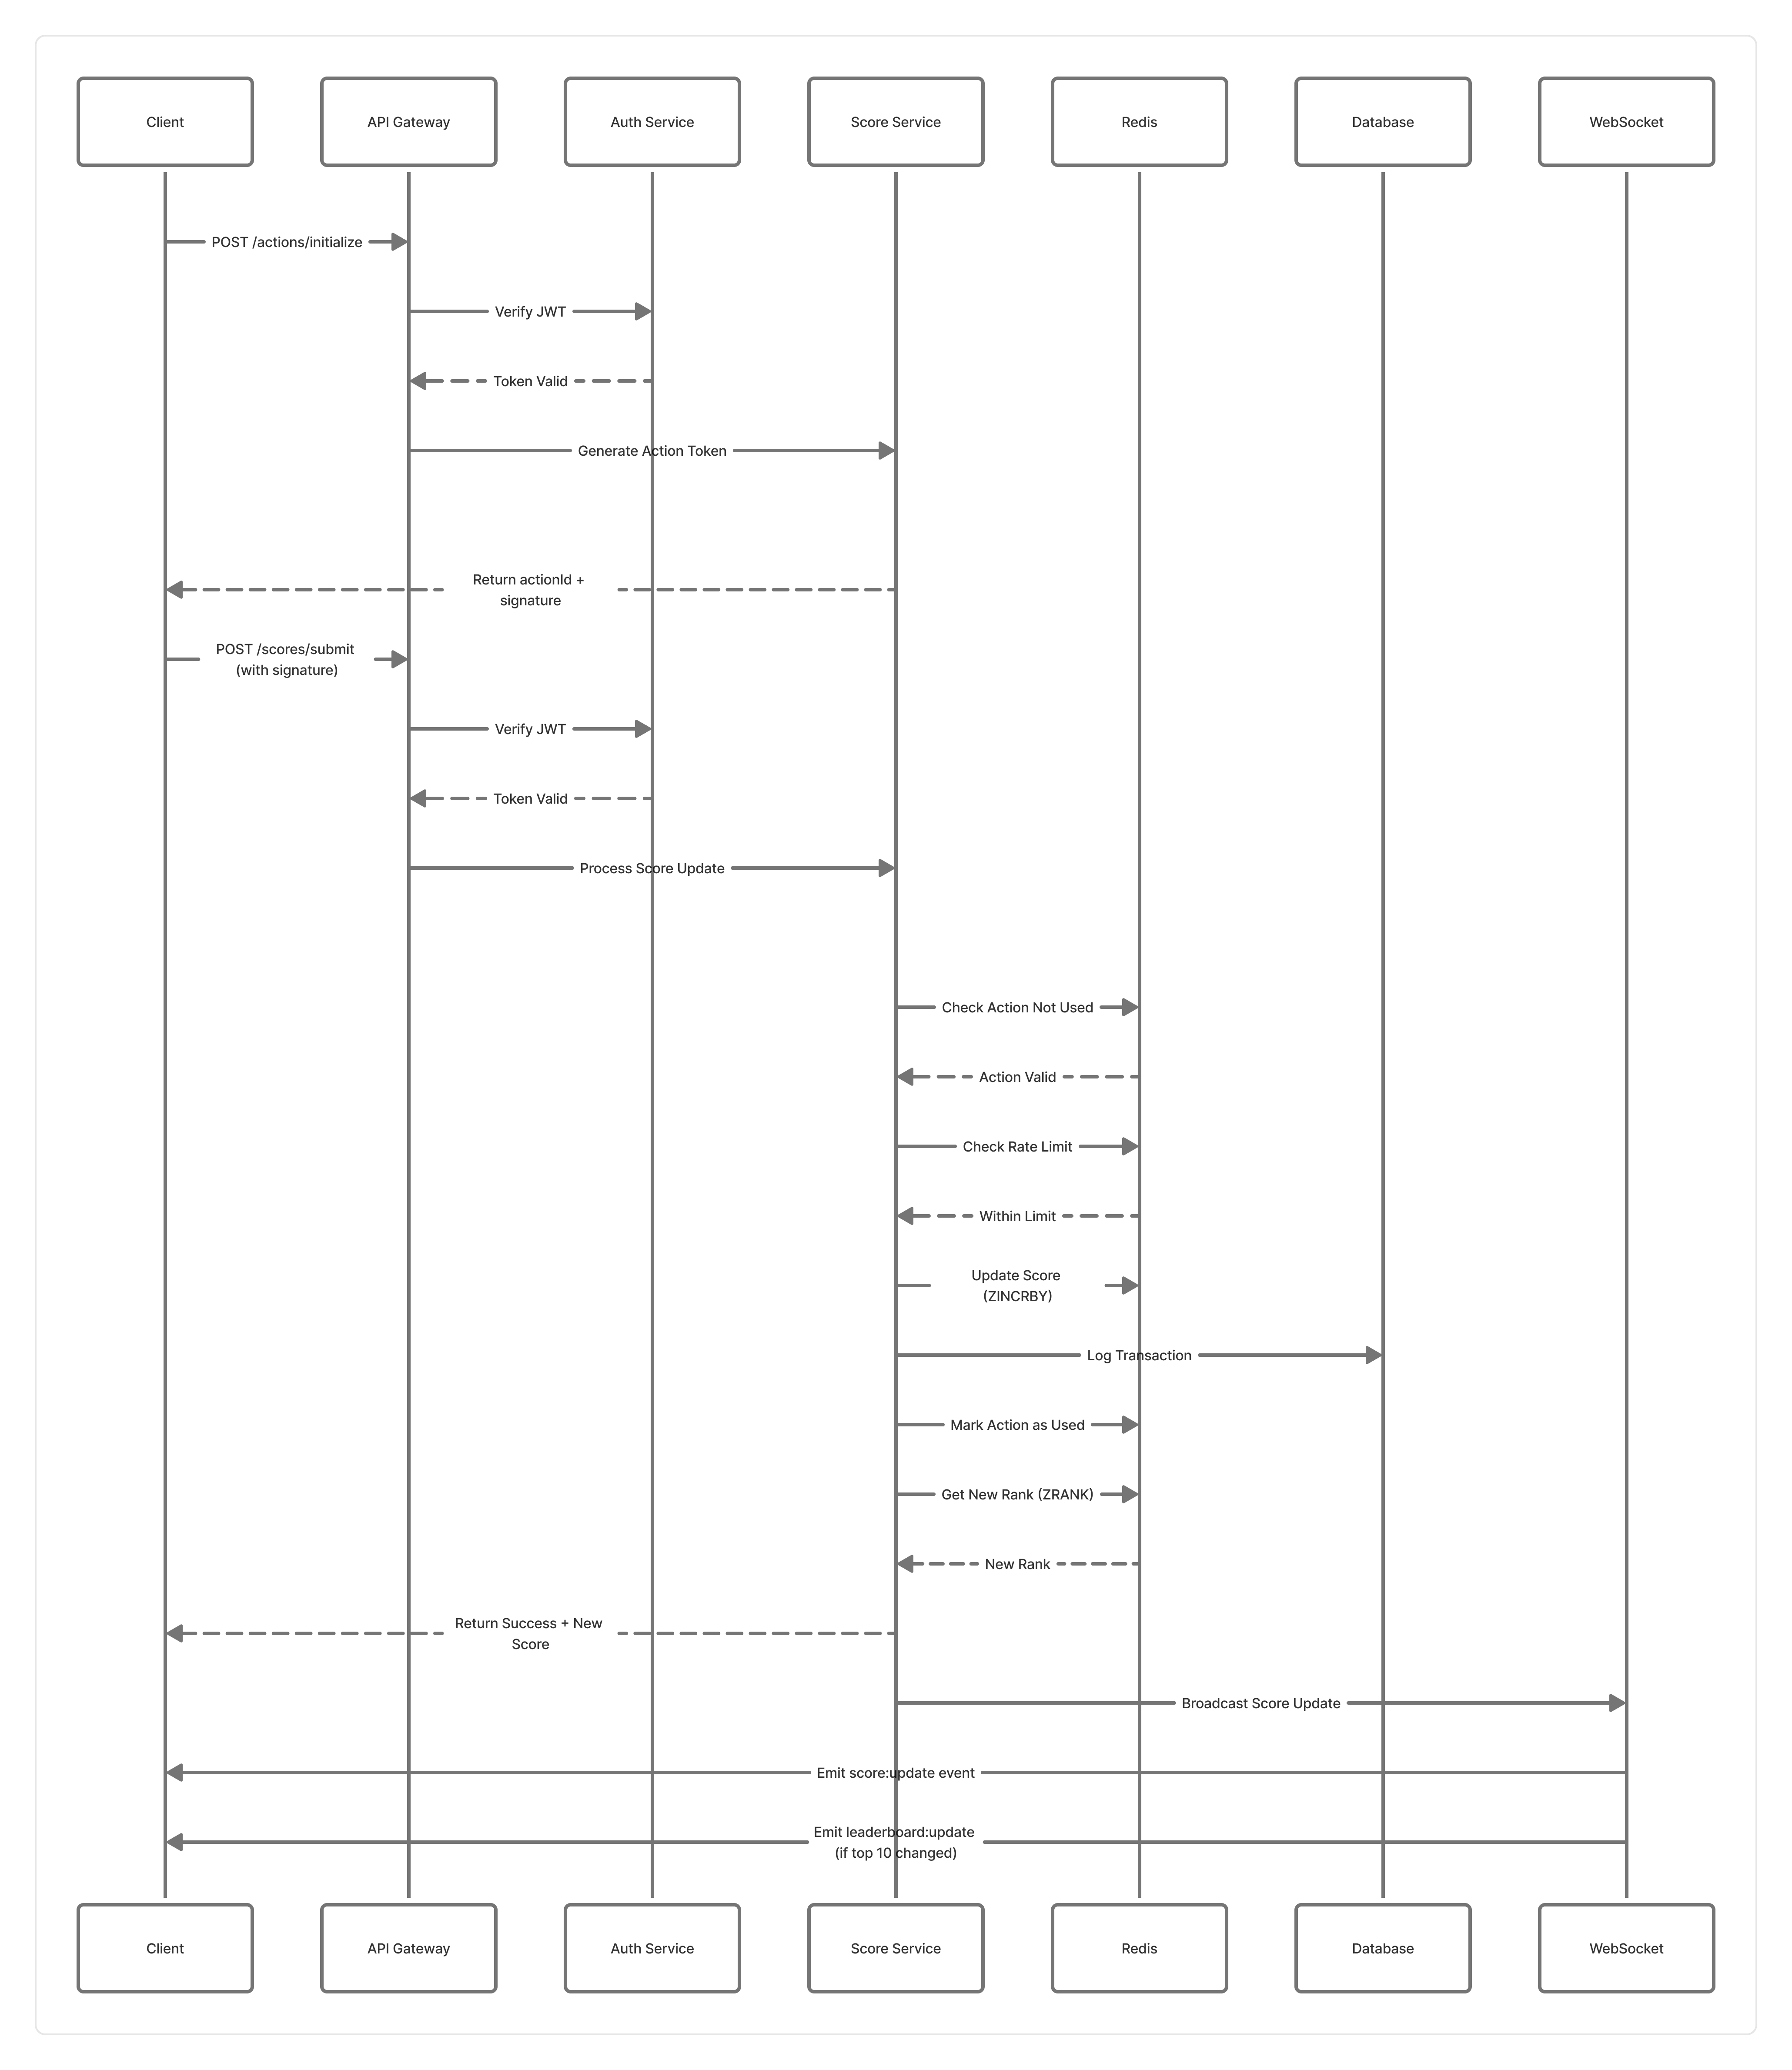 Client
API Gateway
Auth Service
Score Service
Redis
Database
WebSocket
POST /actions/initialize
Verify JWT
Token Valid
Generate Action Token
Return actionId +
signature
POST /scores/submit
(with signature)
Verify JWT
Token Valid
Process Score Update
Check Action Not Used
Action Valid
Check Rate Limit
Within Limit
Update Score
(ZINCRBY)
Log Transaction
Mark Action as Used
Get New Rank (ZRANK)
New Rank
Return Success + New
Score
Broadcast Score Update
Emit score:update event
Emit leaderboard:update
(if top 10 changed)
Client
API Gateway
Auth Service
Score Service
Redis
Database
WebSocket